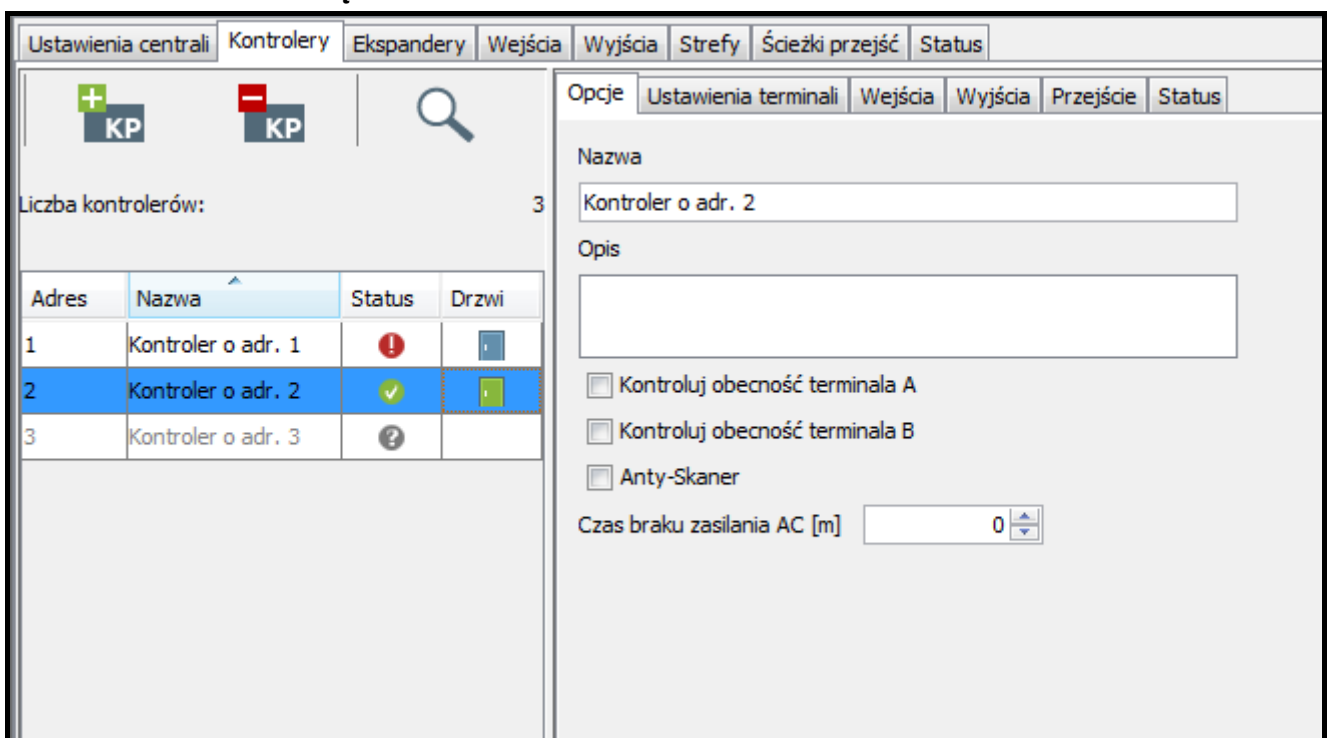 Ustawienia centrali Kontrolery Ekspandery Wejścia Wyjścia Strefy Ścieżki przejść Status
KP KP
Liczba kontrolerów: 3
Adres Nazwa Status Drzwi
1 Kontroler o adr. 1
2 Kontroler o adr. 2
3 Kontroler o adr. 3
Opcje Ustawienia terminali Wejścia Wyjścia Przejście Status
Nazwa
Kontroler o adr. 2
Opis
Kontroluj obecność terminala A
Kontroluj obecność terminala B
Anty-Skaner
Czas braku zasilania AC [m] 0